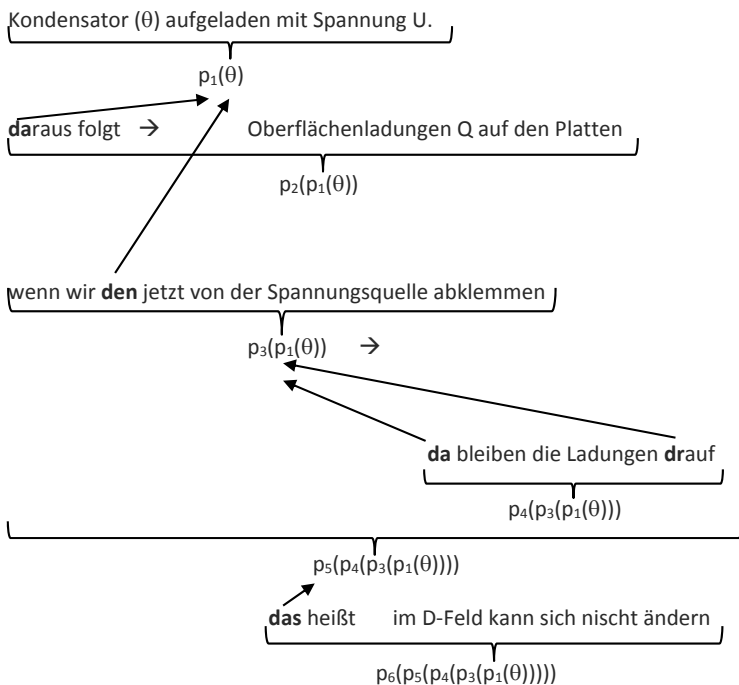 Kondensator (θ) aufgeladen mit Spannung U.
p₁(θ)
daraus folgt → Oberflächenladungen Q auf den Platten
p₂(p₁(θ))
wenn wir den jetzt von der Spannungsquelle abklemmen
p₃(p₁(θ)) →
da bleiben die Ladungen drauf
p₄(p₃(p₁(θ)))
p₅(p₄(p₃(p₁(θ))))
das heißt im D-Feld kann sich nischt ändern
p₆(p₅(p₄(p₃(p₁(θ)))))